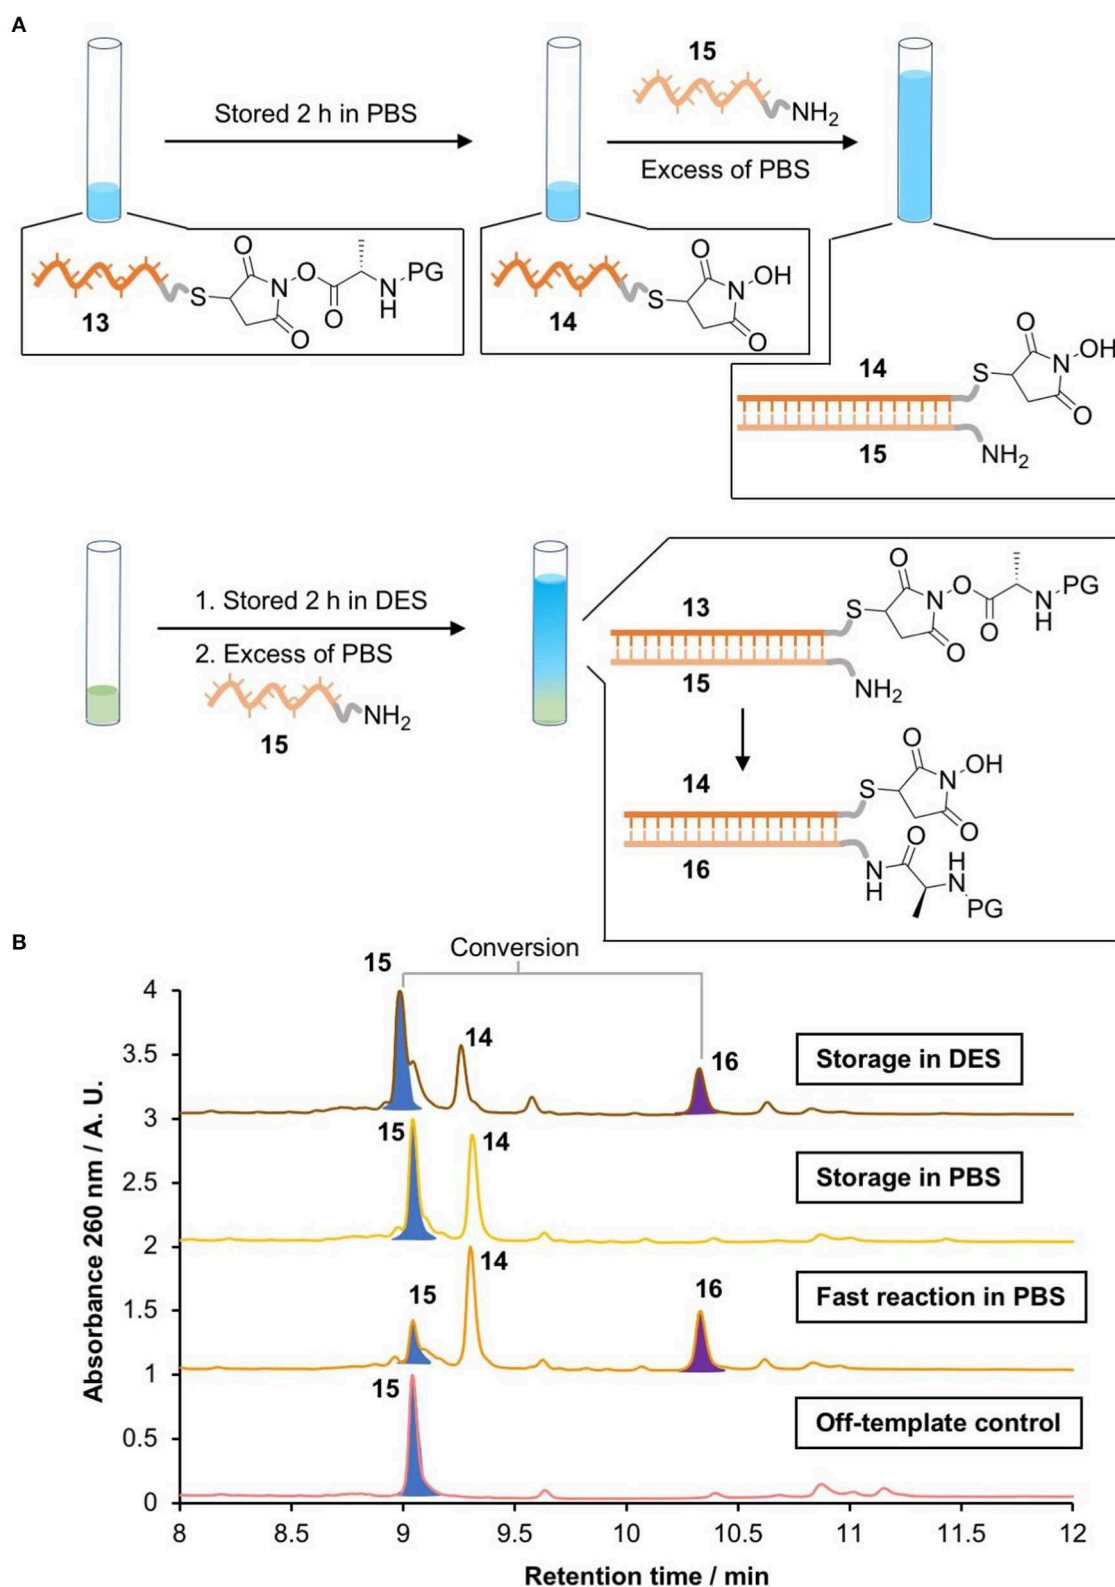 A
Stored 2 h in PBS
15
NH2
Excess of PBS
13
S
O
O
N
O
O
N
H
PG
14
S
O
O
N
OH
14
15
S
O
O
N
OH
NH2
1. Stored 2 h in DES
2. Excess of PBS
15
NH2
13
15
S
O
O
N
O
O
N
H
PG
NH2
14
16
S
O
O
N
OH
N
H
O
H
N
PG
B
Conversion
15
14
16
Storage in DES
15
14
Storage in PBS
15
14
16
Fast reaction in PBS
15
Off-template control
Absorbance 260 nm / A. U.
4
3.5
3
2.5
2
1.5
1
0.5
0
8
8.5
9
9.5
10
10.5
11
11.5
12
Retention time / min